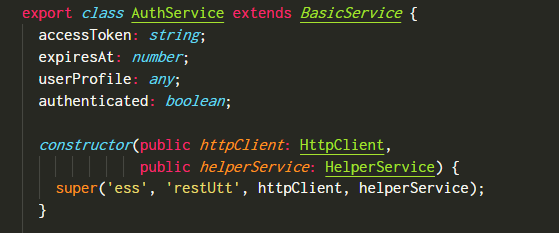 export class AuthService extends BasicService {
accessToken: string;
expiresAt: number;
userProfile: any;
authenticated: boolean;
constructor(public httpClient: HttpClient,
public helperService: HelperService) {
super('ess', 'restUtt', httpClient, helperService);
}